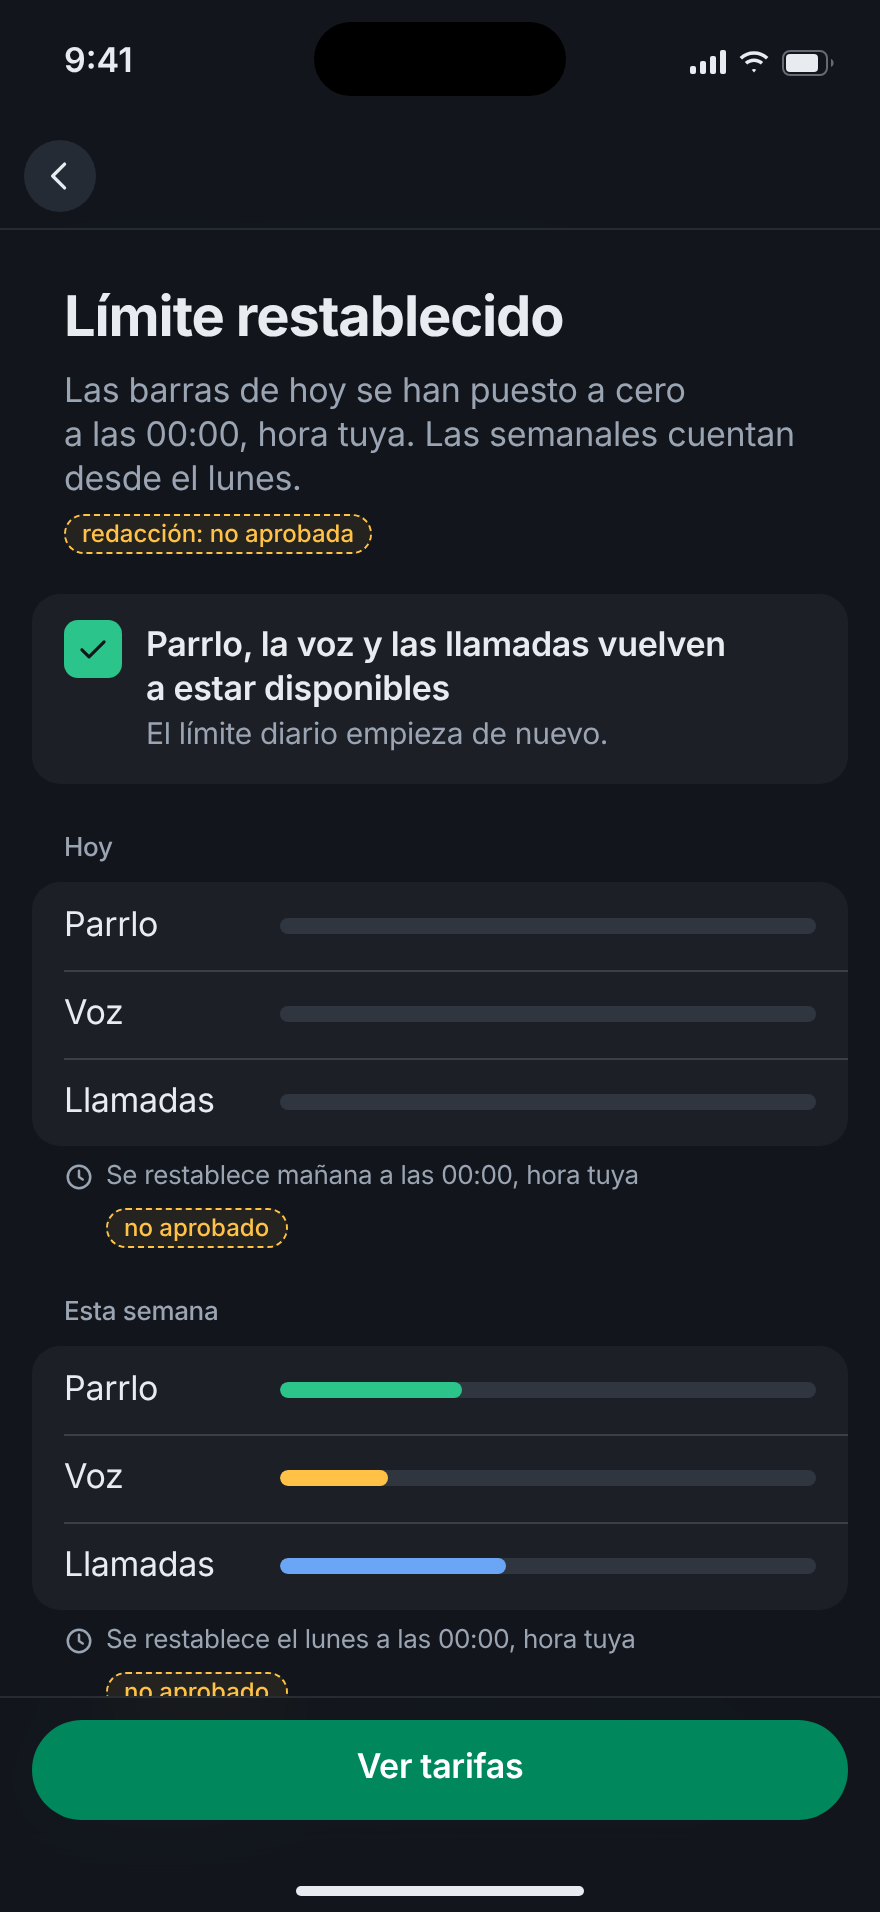 9:41
Límite restablecido
Las barras de hoy se han puesto a cero
a las 00:00, hora tuya. Las semanales cuentan
desde el lunes.
redacción: no aprobada
Parrlo, la voz y las llamadas vuelven
a estar disponibles
El límite diario empieza de nuevo.
Hoy
Parrlo
Voz
Llamadas
Se restablece mañana a las 00:00, hora tuya
no aprobado
Esta semana
Parrlo
Voz
Llamadas
Se restablece el lunes a las 00:00, hora tuya
no aprobado
Ver tarifas